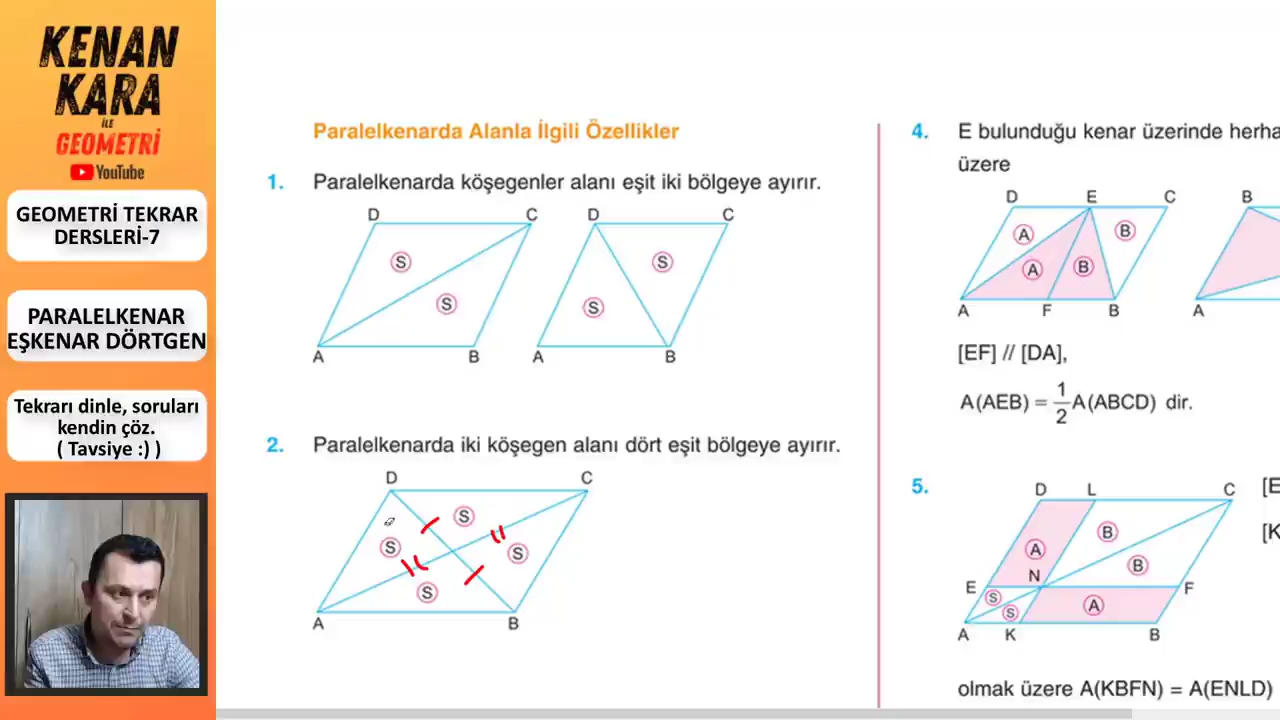 KENAN
KARA
İLE
GEOMETRİ
YouTube
GEOMETRİ TEKRAR
DERSLERİ-7
PARALELKENAR
EŞKENAR DÖRTGEN
Tekrarı dinle, soruları
kendin çöz.
( Tavsiye :) )
Paralelkenarda Alanla İlgili Özellikler
1. Paralelkenarda köşegenler alanı eşit iki bölgeye ayırır.
D C D C
S S
S S
A B A B
2. Paralelkenarda iki köşegen alanı dört eşit bölgeye ayırır.
D C
S
S S
S
A B
4. E bulunduğu kenar üzerinde herha
üzere
D E C B
A B
A B
A F B A
[EF] // [DA],
A(AEB) = 1/2 A(ABCD) dir.
5. D L C [E
B [K
A B
E N F
S A
S
A K B
olmak üzere A(KBFN) = A(ENLD)